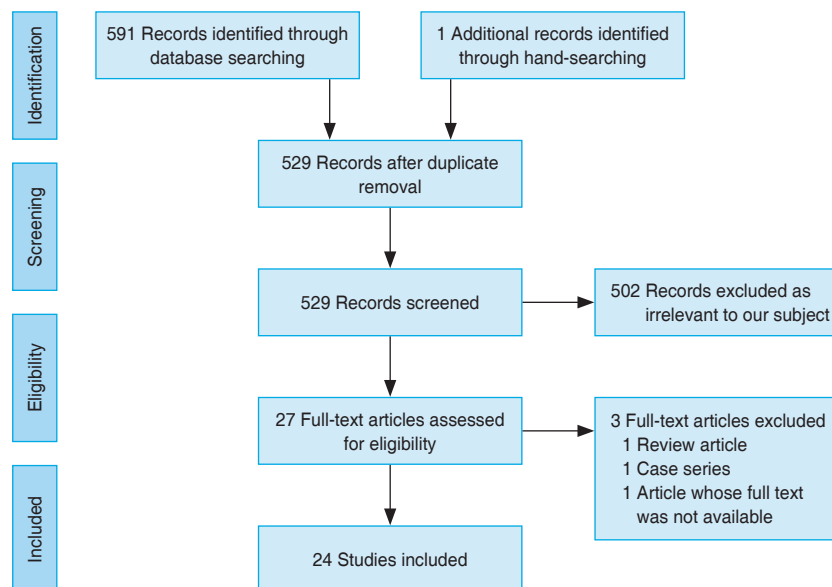 Identification
591 Records identified through
database searching
1 Additional records identified
through hand-searching
Screening
529 Records after duplicate
removal
529 Records screened
502 Records excluded as
irrelevant to our subject
Eligibility
27 Full-text articles assessed
for eligibility
3 Full-text articles excluded
1 Review article
1 Case series
1 Article whose full text
was not available
Included
24 Studies included